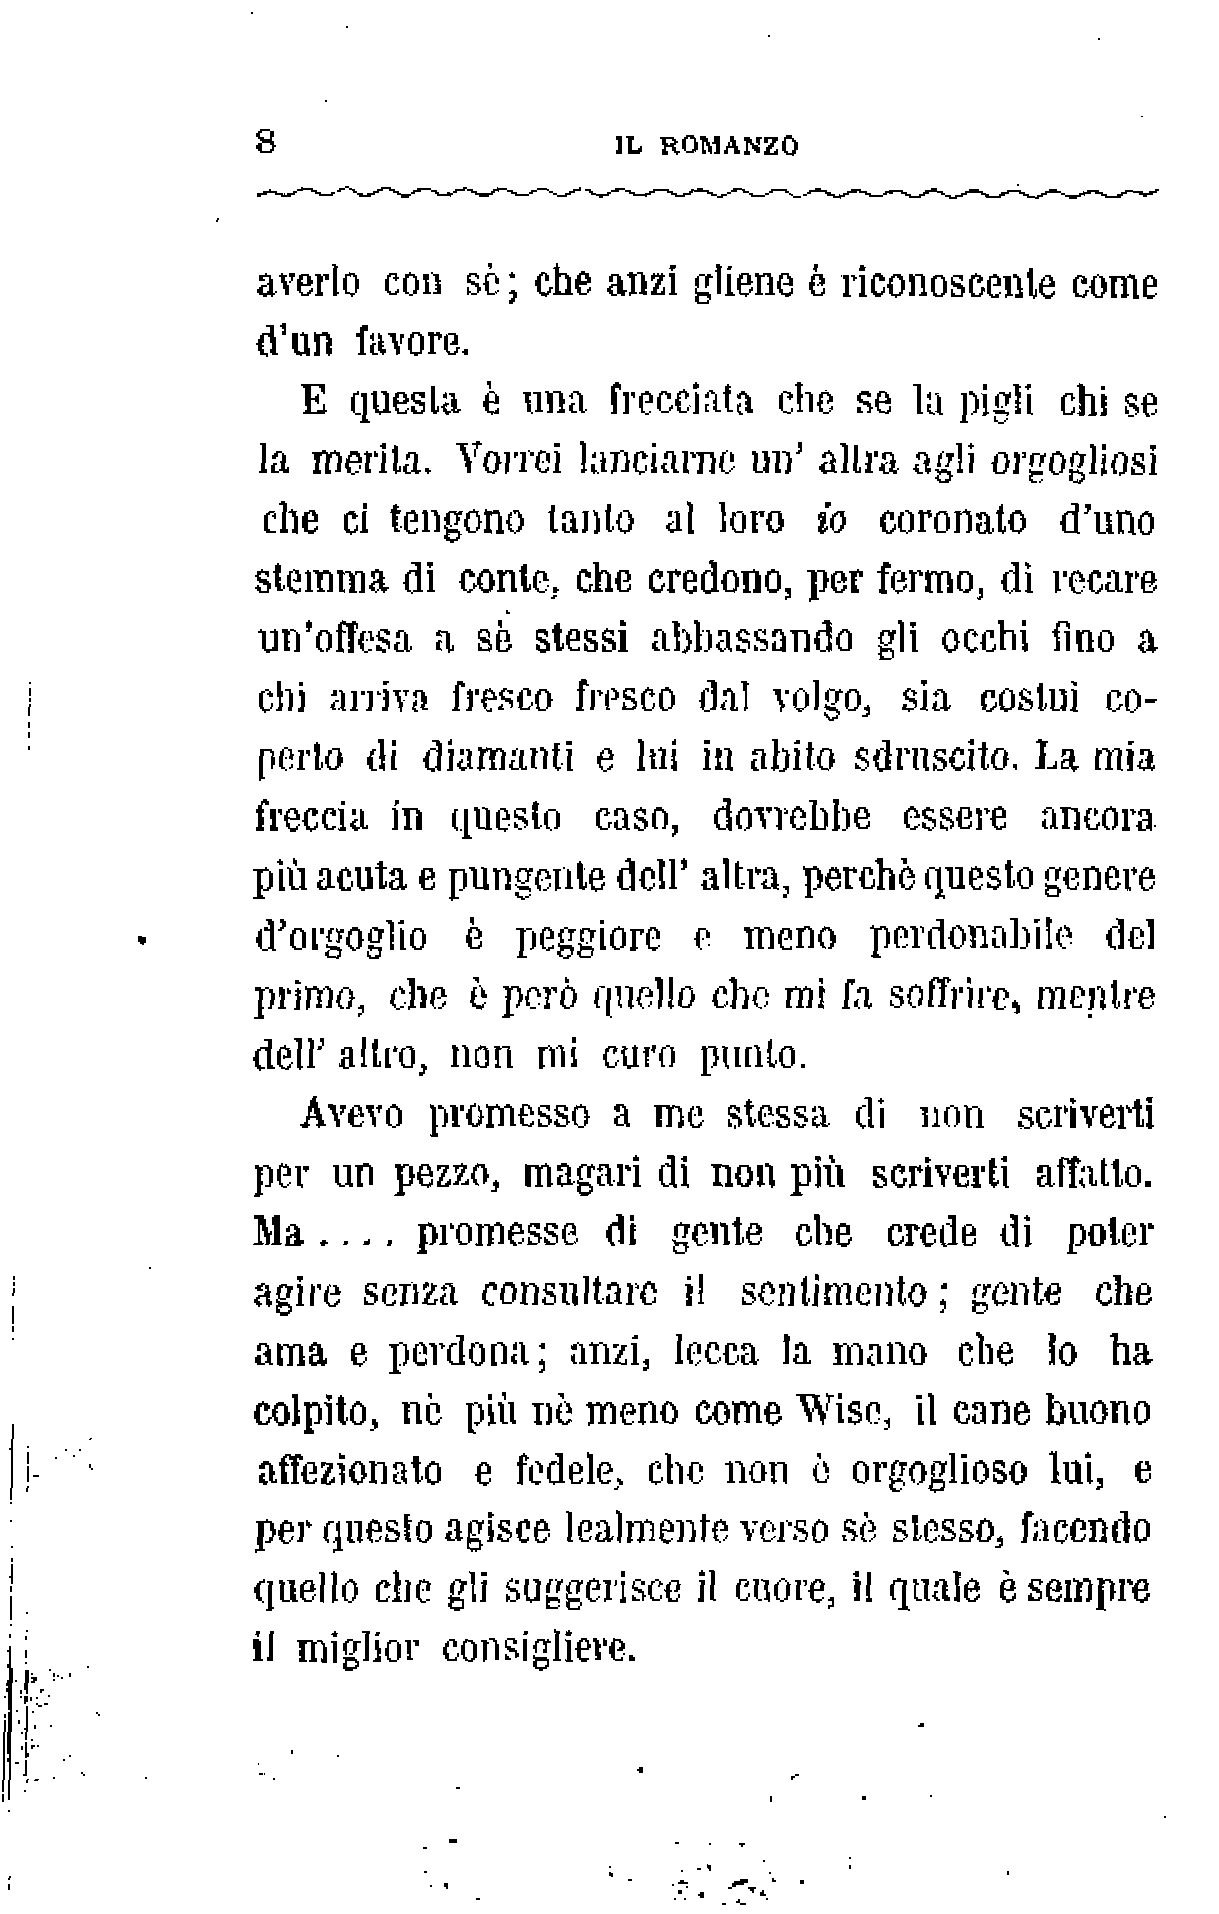 8 IL ROMANZO
averlo con sè; che anzi gliene è riconoscente come
d'un favore.
E questa è una frecciata che se la pigli chi se
la merita. Vorrei lanciarne un' altra agli orgogliosi
che ci tengono tanto al loro io coronato d'uno
stemma di conte, che credono, per fermo, di recare
un'offesa a sè stessi abbassando gli occhi fino a
chi arriva fresco fresco dal volgo, sia costui co-
perto di diamanti e lui in abito sdruscito. La mia
freccia in questo caso, dovrebbe essere ancora
più acuta e pungente dell' altra, perchè questo genere
d'orgoglio è peggiore e meno perdonabile del
primo, che è però quello che mi fa soffrire, mentre
dell' altro, non mi curo punto.
Avevo promesso a me stessa di non scriverti
per un pezzo, magari di non più scriverti affatto.
Ma .... promesse di gente che crede di poter
agire senza consultare il sentimento; gente che
ama e perdona; anzi, lecca la mano che lo ha
colpito, nè più nè meno come Wise, il cane buono
affezionato e fedele, che non è orgoglioso lui, e
per questo agisce lealmente verso sè stesso, facendo
quello che gli suggerisce il cuore, il quale è sempre
il miglior consigliere.